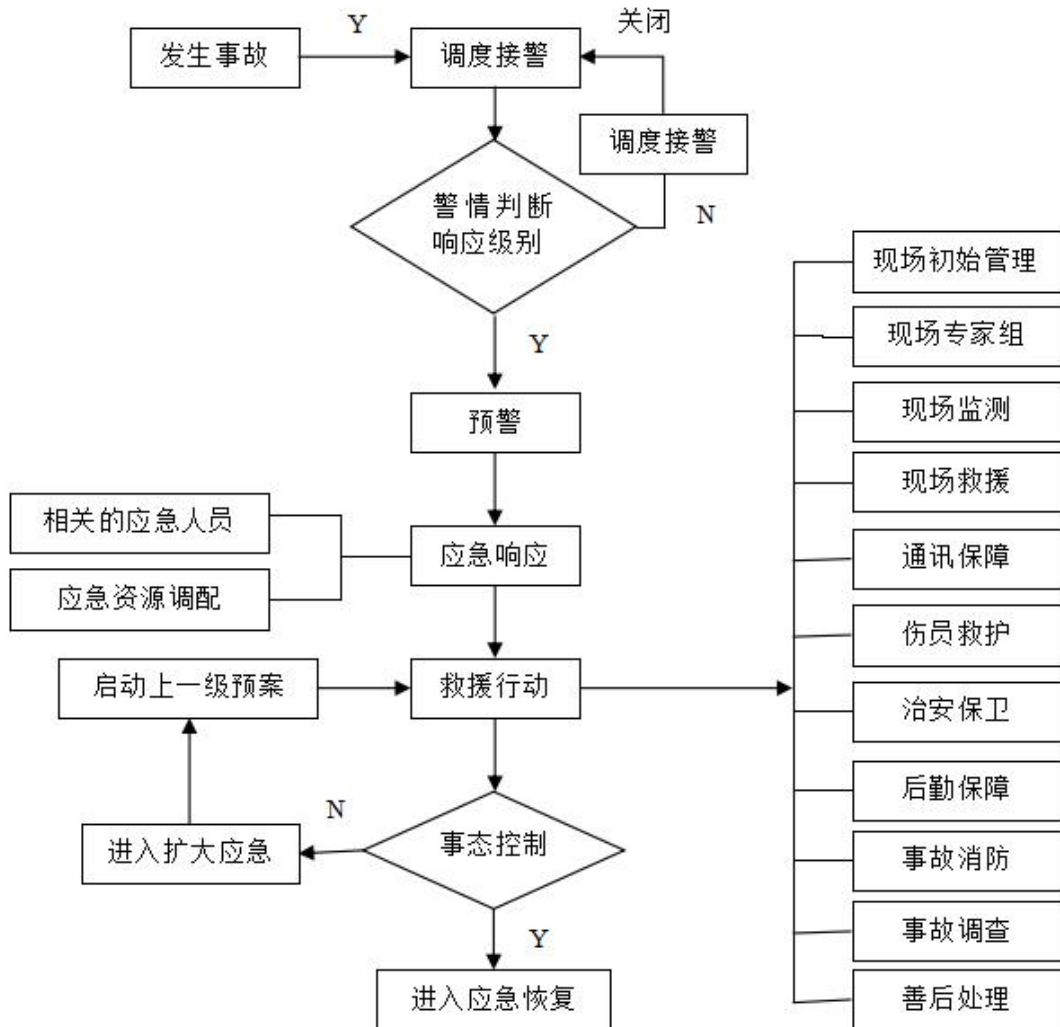 Y
关闭
发生事故
调度接警
调度接警
警情判断
响应级别
N
现场初始管理
现场专家组
Y
现场监测
预警
现场救援
相关的应急人员
应急响应
通讯保障
应急资源调配
伤员救护
启动上一级预案
救援行动
治安保卫
后勤保障
N
进入扩大应急
事态控制
事故消防
Y
事故调查
进入应急恢复
善后处理